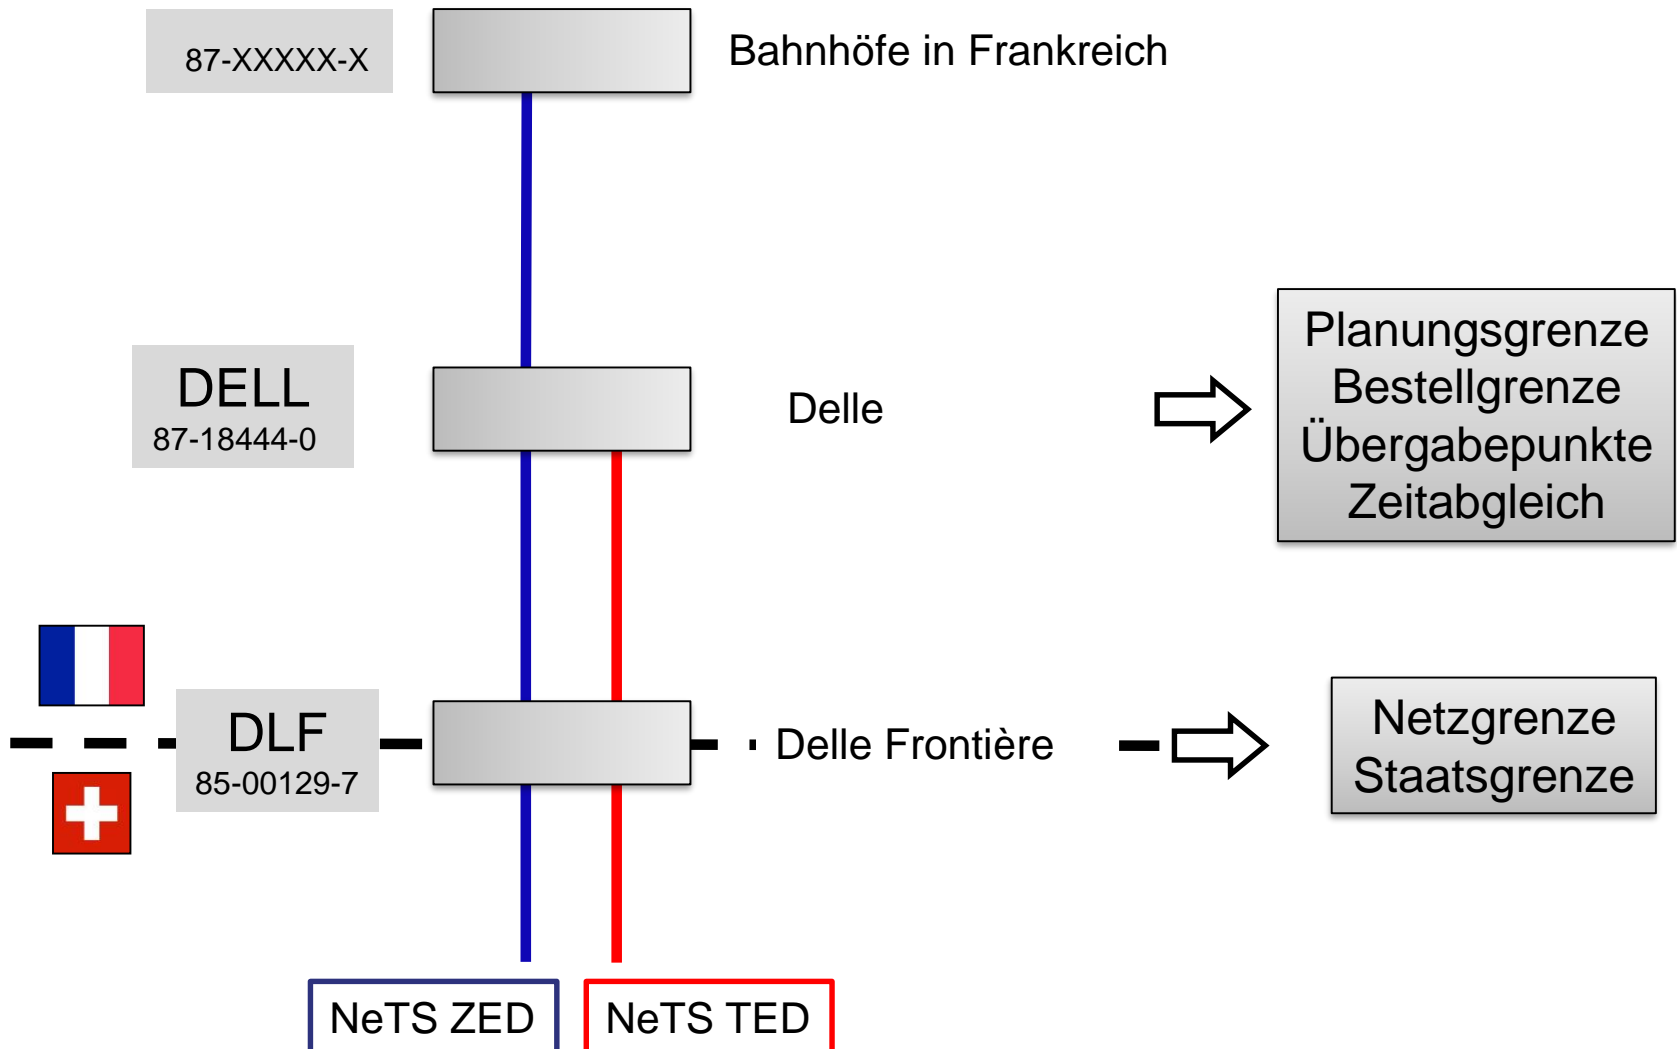 87-XXXXX-X
Bahnhöfe in Frankreich
DELL
87-18444-0
Delle
Planungsgrenze
Bestellgrenze
Übergabepunkte
Zeitabgleich
DLF
85-00129-7
Delle Frontière
Netzgrenze
Staatsgrenze
NeTS ZED
NeTS TED